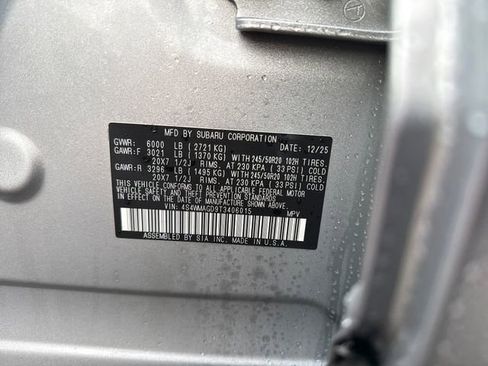 MFD BY SUBARU CORPORATION 12/25
GVWR: 6000 LB (2721 KG)
GAWR:F 3021 LB (1370 KG) WITH 245/50R20 102H TIRES,
20X7 1/2J RIMS, AT 230 KPA (33 PSI) COLD
GAWR:R 3296 LB (1495 KG) WITH 245/50R20 102H TIRES,
20X7 1/2J RIMS, AT 230 KPA (33 PSI) COLD
THIS VEHICLE CONFORMS TO ALL APPLICABLE FEDERAL MOTOR
VEHICLE SAFETY AND BUMPER AND THEFT PREVENTION STANDARDS
IN EFFECT ON THE DATE OF MANUFACTURE SHOWN ABOVE.
VIN: 4S4WMAGD9T3406015 MPV
ASSEMBLED BY SIA INC. IN U.S.A.